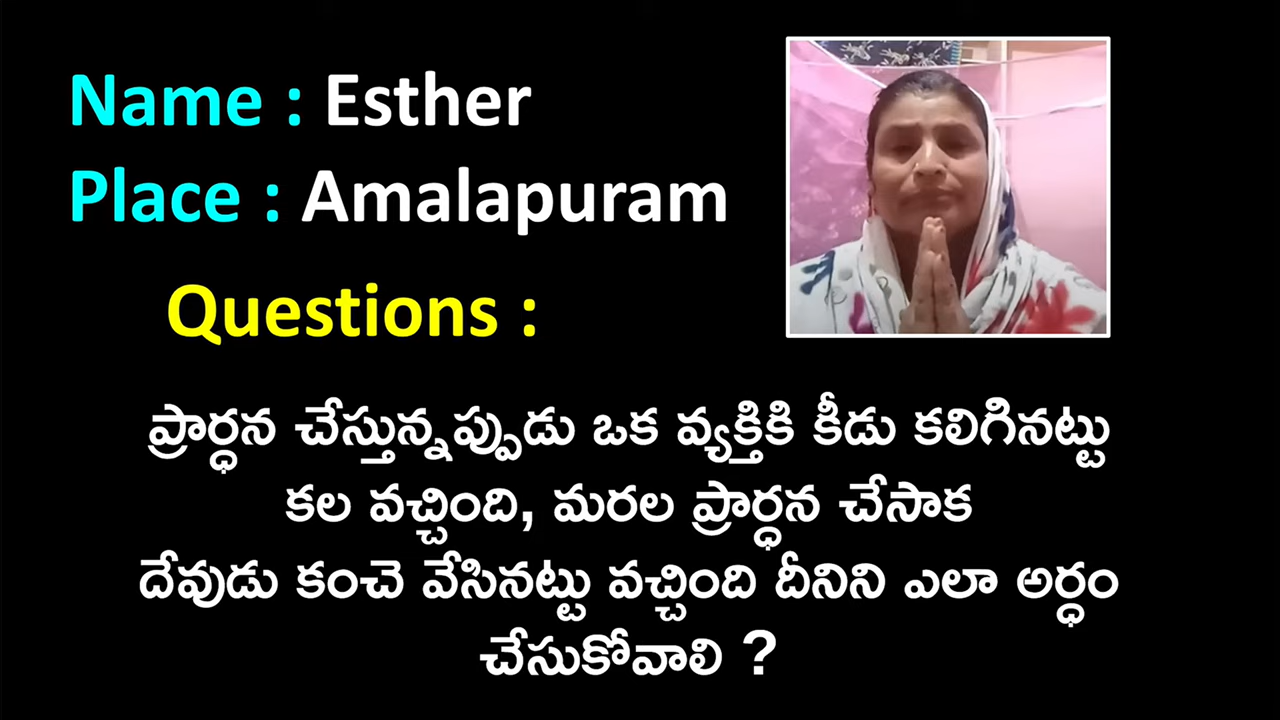 Name : Esther
Place : Amalapuram
Questions :
ప్రార్ధన చేస్తున్నప్పుడు ఒక వ్యక్తికి కీడు కలిగినట్టు
కల వచ్చింది, మరల ప్రార్ధన చేసాక
దేవుడు కంచె వేసినట్టు వచ్చింది దీనిని ఎలా అర్ధం
చేసుకోవాలి ?